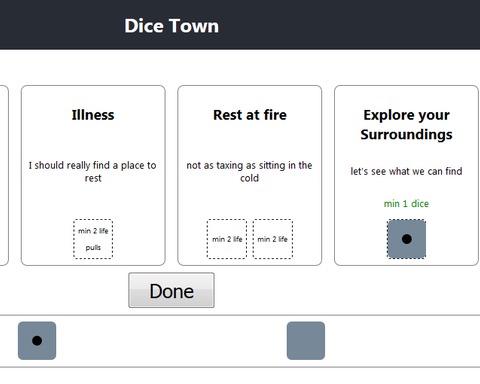 Dice Town
Illness
I should really find a place to
rest
min 2 life
pulls
Rest at fire
not as taxing as sitting in the
cold
min 2 life
min 2 life
Explore your
Surroundings
let's see what we can find
min 1 dice
Done